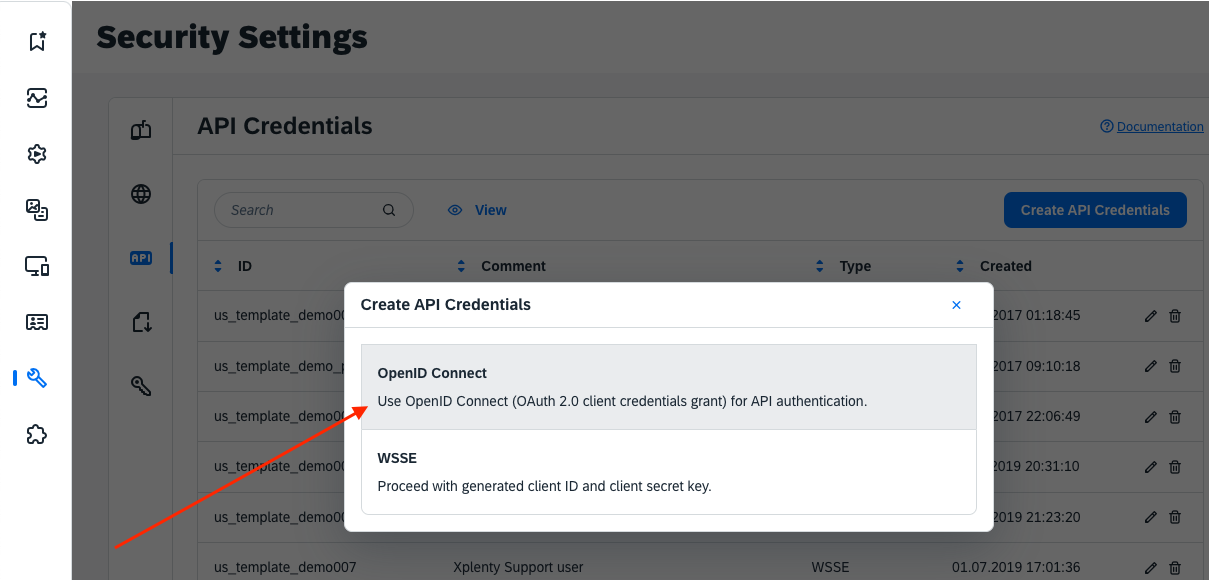 Security Settings
API Credentials
Documentation
Search
View
Create API Credentials
ID Comment Type Created
Create API Credentials
us_template_demo00 2017 01:18:45
OpenID Connect
us_template_demo_ 2017 09:10:18
Use OpenID Connect (OAuth 2.0 client credentials grant) for API authentication.
us_template_demo00 2017 22:06:49
WSSE
us_template_demo00 2019 20:31:10
Proceed with generated client ID and client secret key.
us_template_demo00 2019 21:23:20
us_template_demo007 Xplenty Support user WSSE 01.07.2019 17:01:36
API